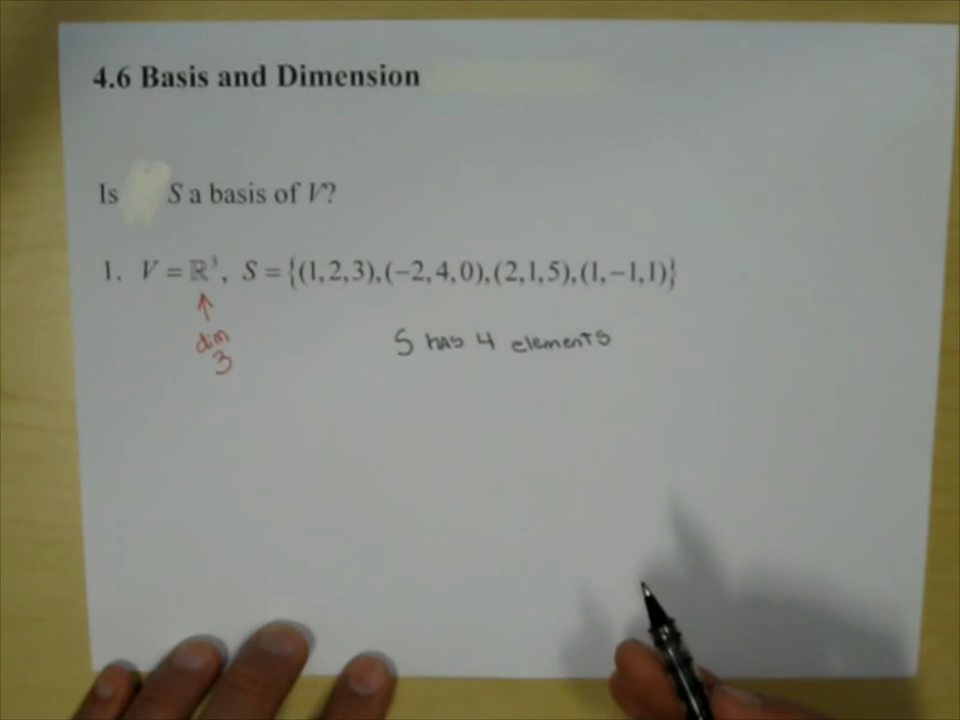 4.6 Basis and Dimension
Is S a basis of V?
1. V = ℝ³, S = {(1,2,3),(−2,4,0),(2,1,5),(1,−1,1)}
↑
dim
3
S has 4 elements